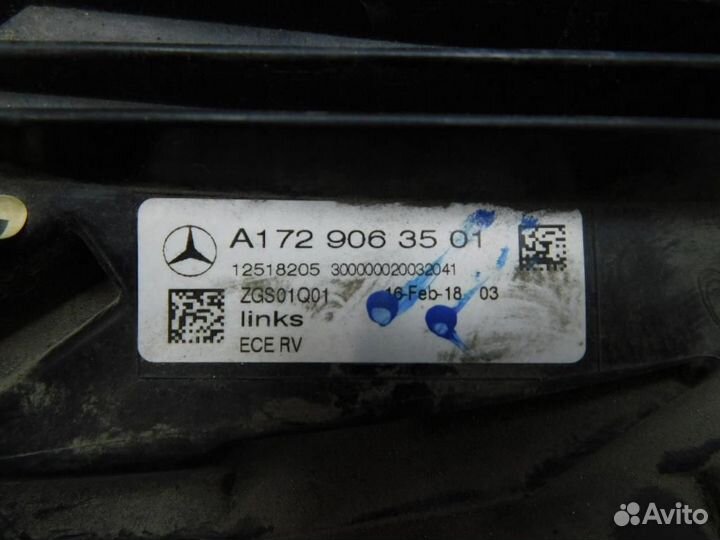 A172 906 35 01
12518205 300000020032041
ZGS01Q01 16-Feb-18 03
links
ECE RV
Avito